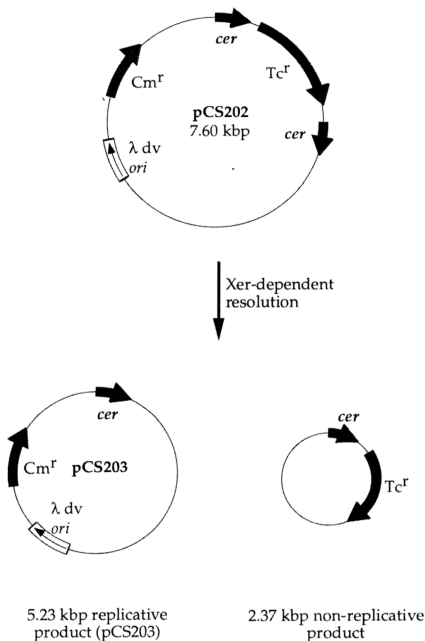 cer
Cmʳ
Tcʳ
pCS202
7.60 kbp
cer
λ dv
ori
Xer-dependent
resolution
cer
cer
Cmʳ pCS203
Tcʳ
λ dv
ori
5.23 kbp replicative
product (pCS203)
2.37 kbp non-replicative
product